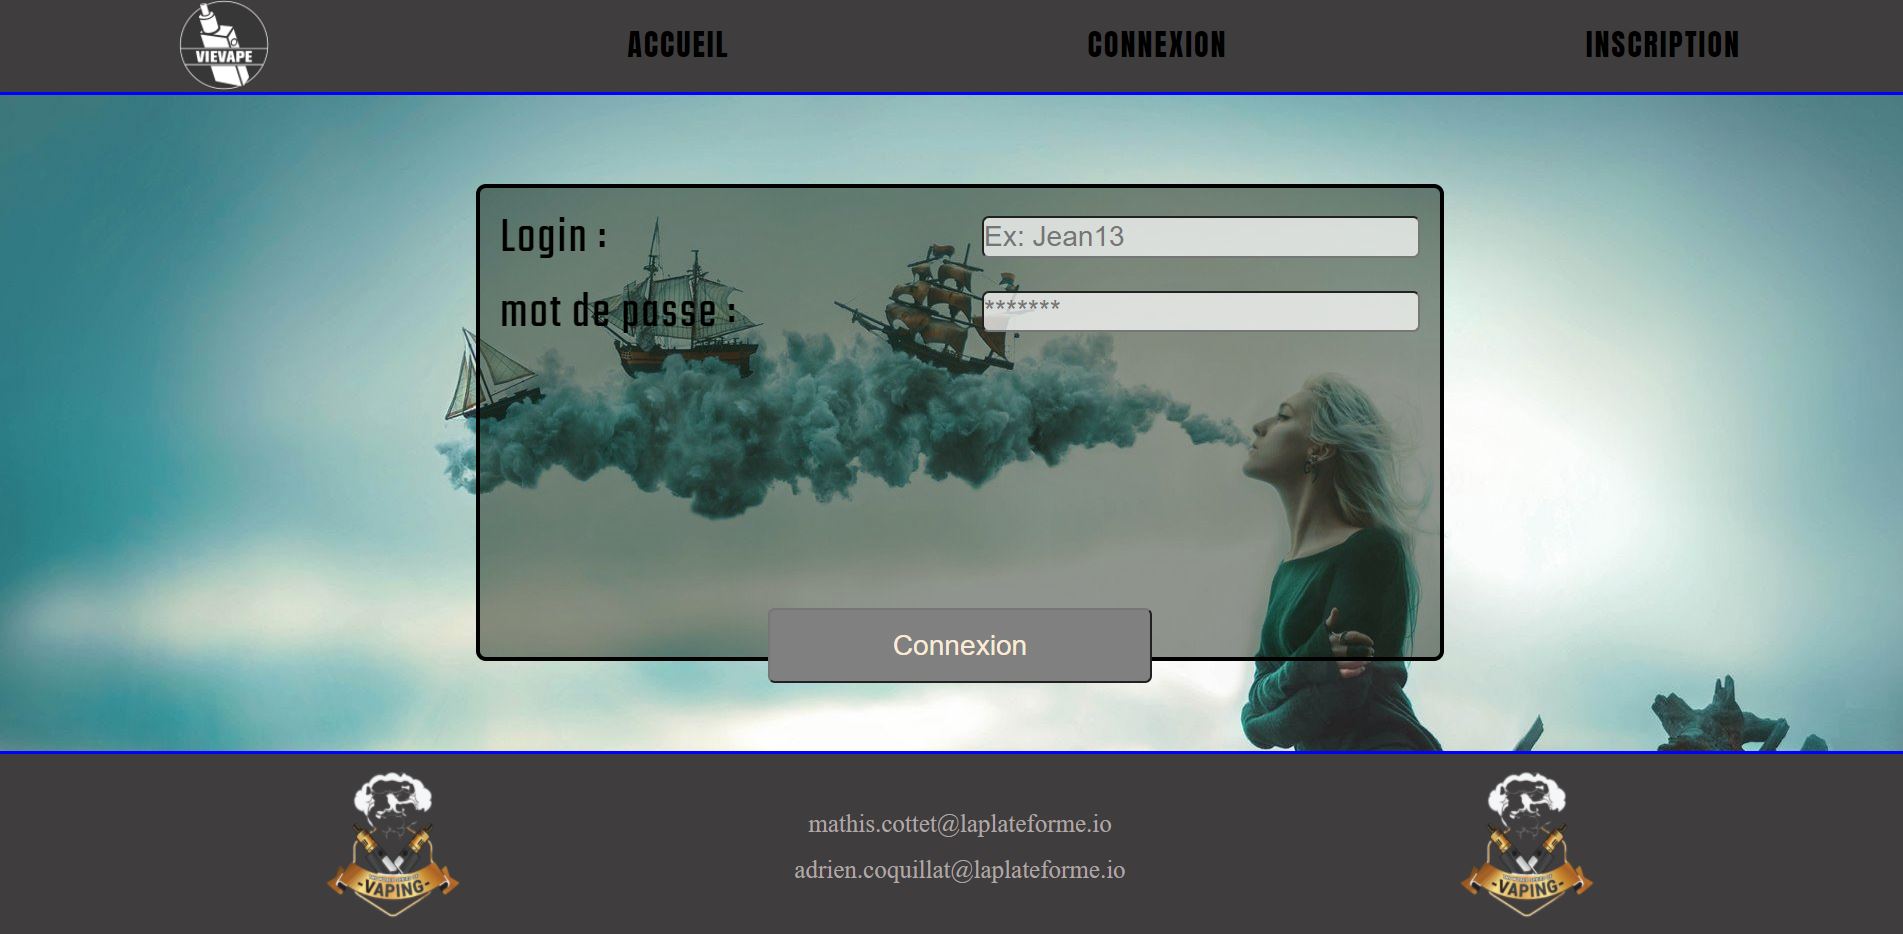 VIEVAPE
ACCUEIL
CONNEXION
INSCRIPTION
Login :
Ex: Jean13
mot de passe :
*******
Connexion
-VAPING-
mathis.cottet@laplateforme.io
adrien.coquillat@laplateforme.io
-VAPING-